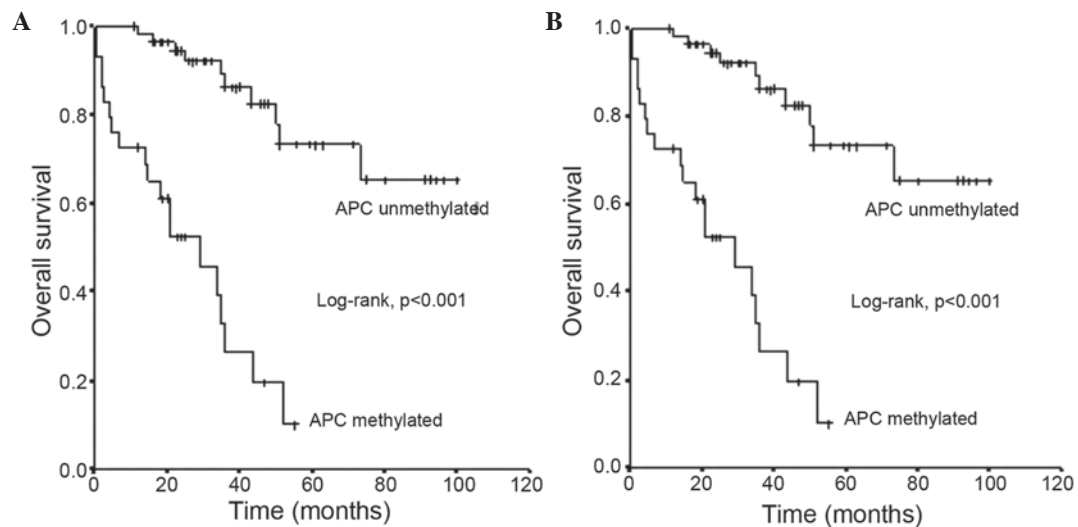 A
Overall survival
1.0
0.8
0.6
0.4
0.2
0.0
APC unmethylated
Log-rank, p<0.001
APC methylated
0 20 40 60 80 100 120
Time (months)
B
Overall survival
1.0
0.8
0.6
0.4
0.2
0.0
APC unmethylated
Log-rank, p<0.001
APC methylated
0 20 40 60 80 100 120
Time (months)